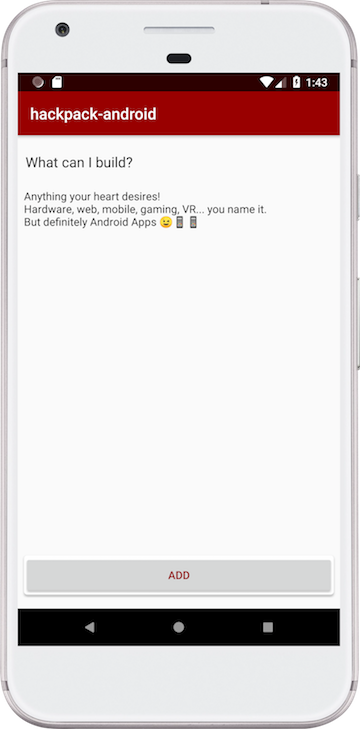 1:43
hackpack-android
What can I build?
Anything your heart desires!
Hardware, web, mobile, gaming, VR... you name it.
But definitely Android Apps 😉📱📱
ADD